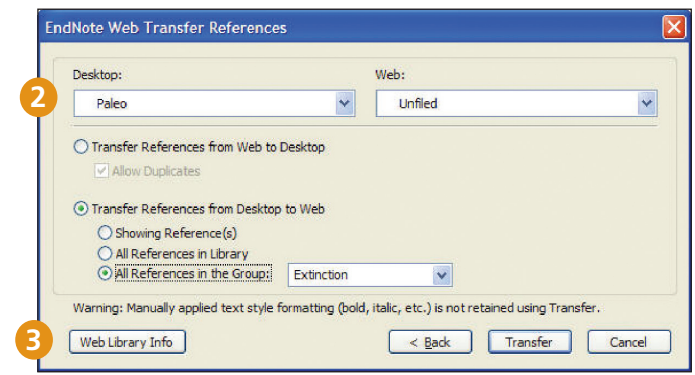 EndNote Web Transfer References
Desktop: Web:
2 Paleo Unfiled
Transfer References from Web to Desktop
Allow Duplicates
Transfer References from Desktop to Web
Showing Reference(s)
All References in Library
All References in the Group: Extinction
Warning: Manually applied text style formatting (bold, italic, etc.) is not retained using Transfer.
3 Web Library Info < Back Transfer Cancel